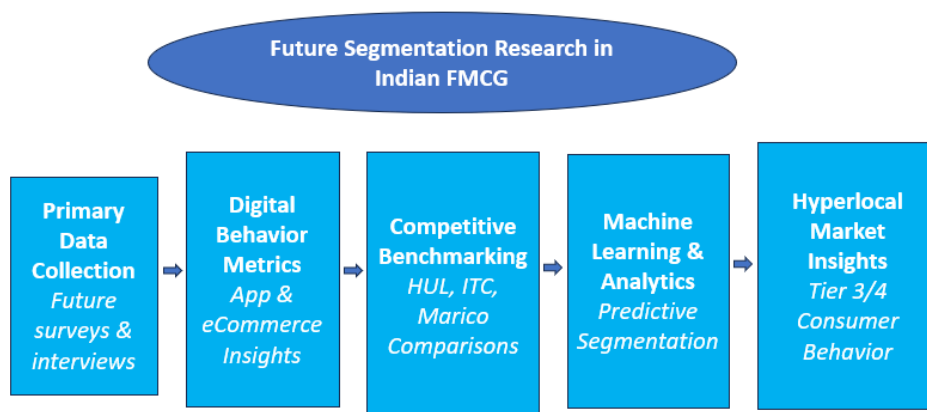 Future Segmentation Research in
Indian FMCG
Primary
Data
Collection
Future
surveys &
interviews
Digital
Behavior
Metrics
App &
eCommerce
Insights
Competitive
Benchmarking
HUL, ITC,
Marico
Comparisons
Machine
Learning &
Analytics
Predictive
Segmentation
Hyperlocal
Market
Insights
Tier 3/4
Consumer
Behavior